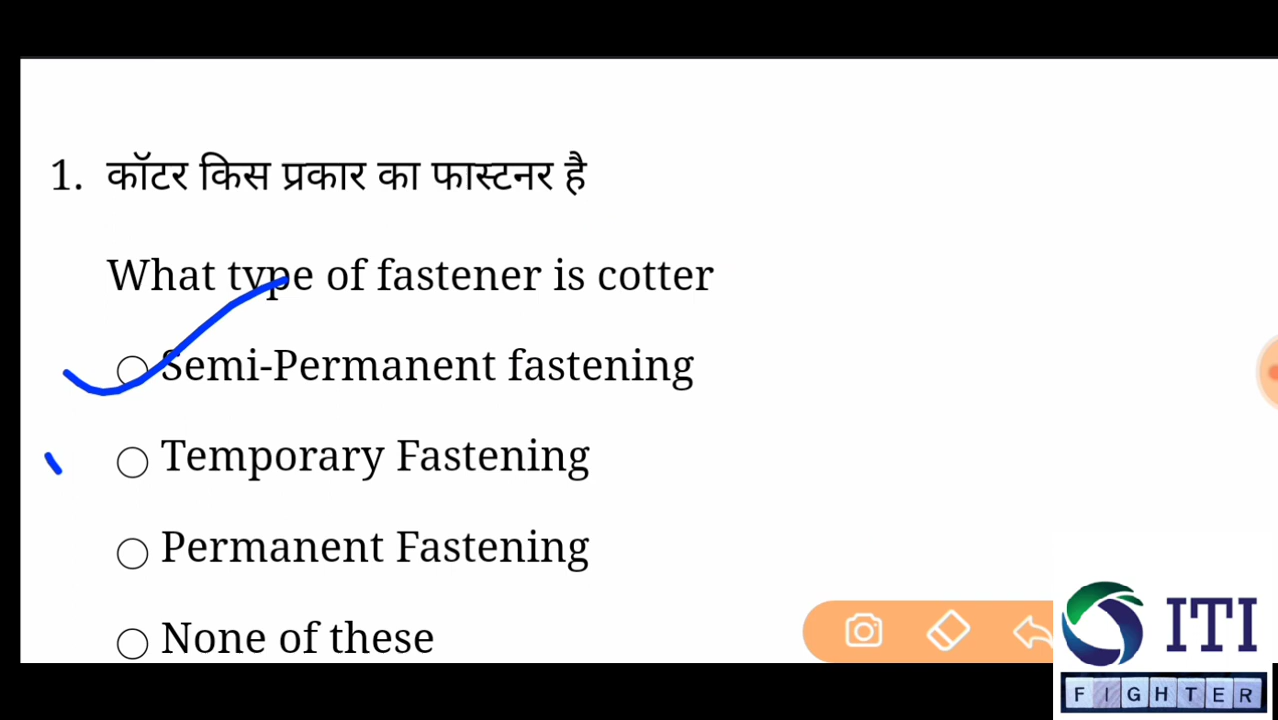 1. कॉटर किस प्रकार का फास्टनर है
What type of fastener is cotter
Semi-Permanent fastening
Temporary Fastening
Permanent Fastening
None of these
ITI
FIGHTER